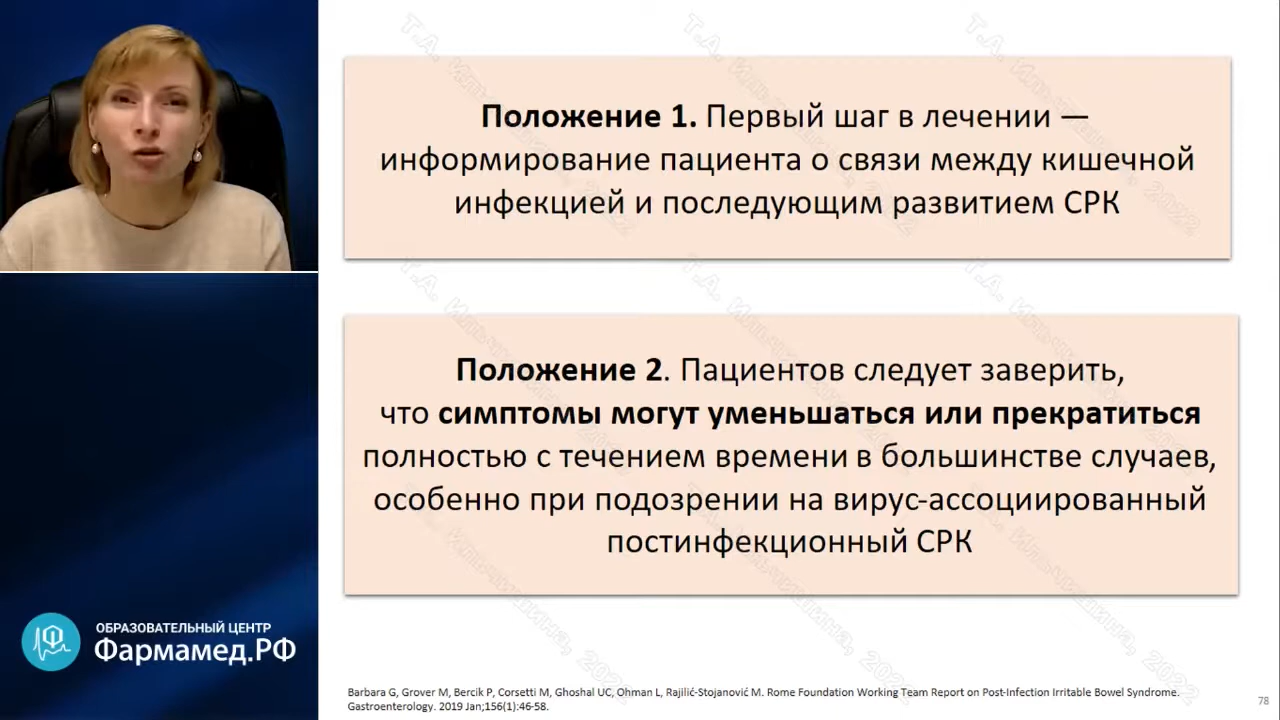 Положение 1. Первый шаг в лечении —
информирование пациента о связи между кишечной
инфекцией и последующим развитием СРК
Положение 2. Пациентов следует заверить,
что симптомы могут уменьшаться или прекратиться
полностью с течением времени в большинстве случаев,
особенно при подозрении на вирус-ассоциированный
постинфекционный СРК
ОБРАЗОВАТЕЛЬНЫЙ ЦЕНТР
Фармамед.РФ
Barbara G, Grover M, Bercik P, Corsetti M, Ghoshal UC, Ohman L, Rajilić-Stojanović M. Rome Foundation Working Team Report on Post-Infection Irritable Bowel Syndrome.
Gastroenterology. 2019 Jan;156(1):46-58.
78